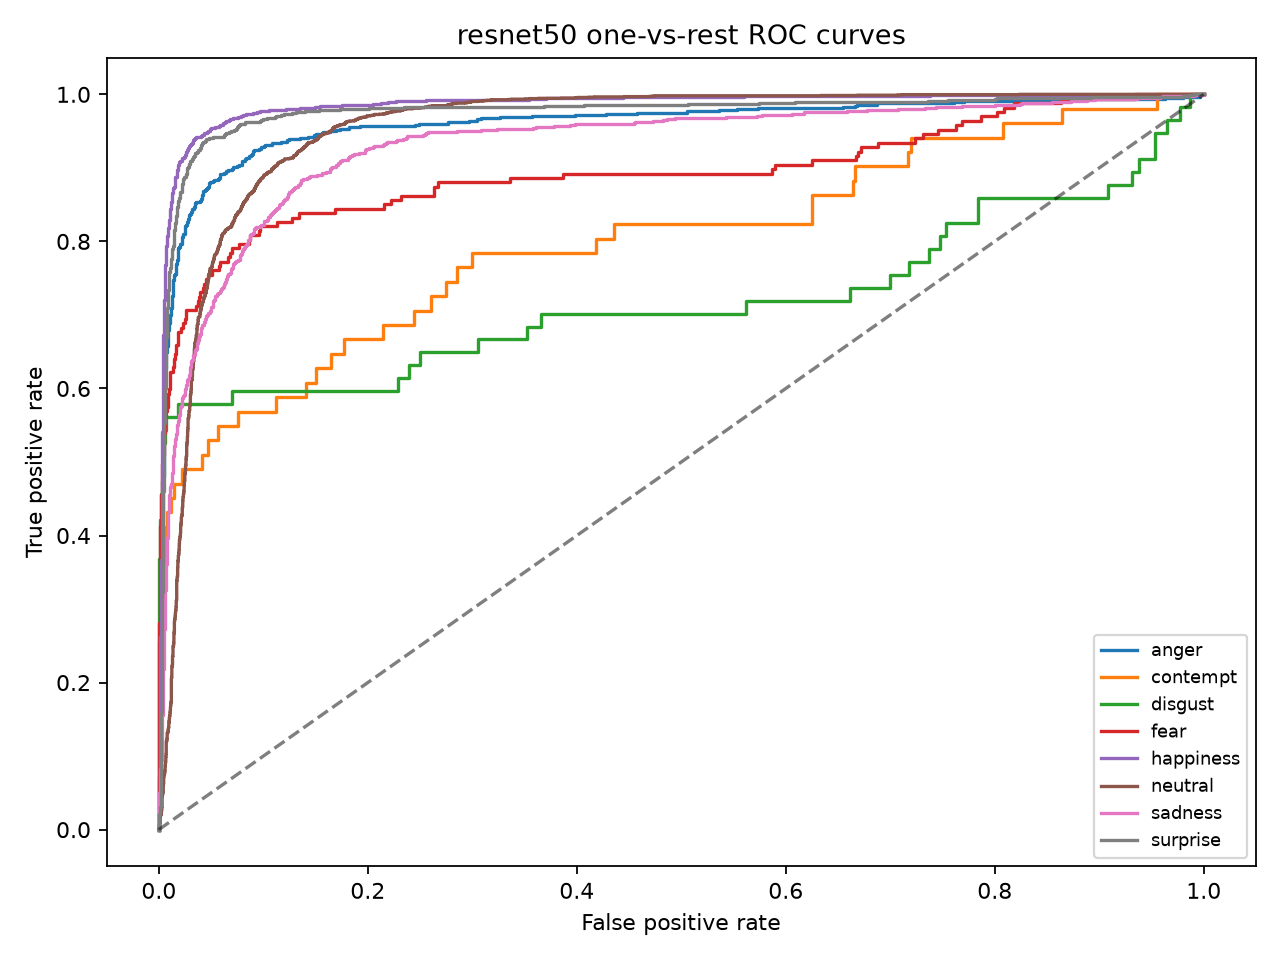 resnet50 one-vs-rest ROC curves
True positive rate
1.0
0.8
0.6
0.4
0.2
0.0
0.0 0.2 0.4 0.6 0.8 1.0
False positive rate
anger
contempt
disgust
fear
happiness
neutral
sadness
surprise